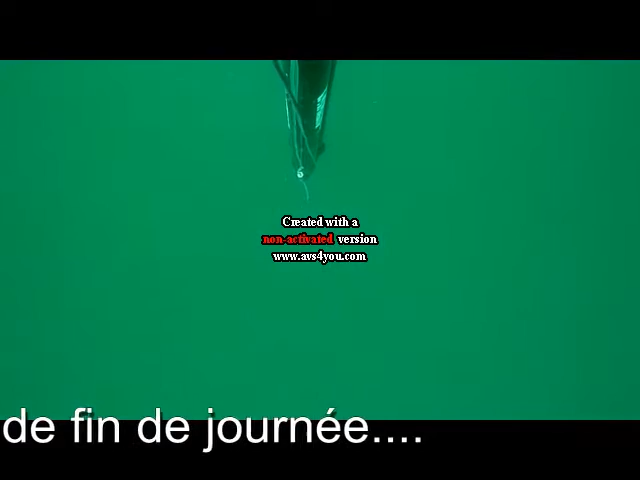 Created with a
non-activated version
www.avs4you.com
de fin de journée....